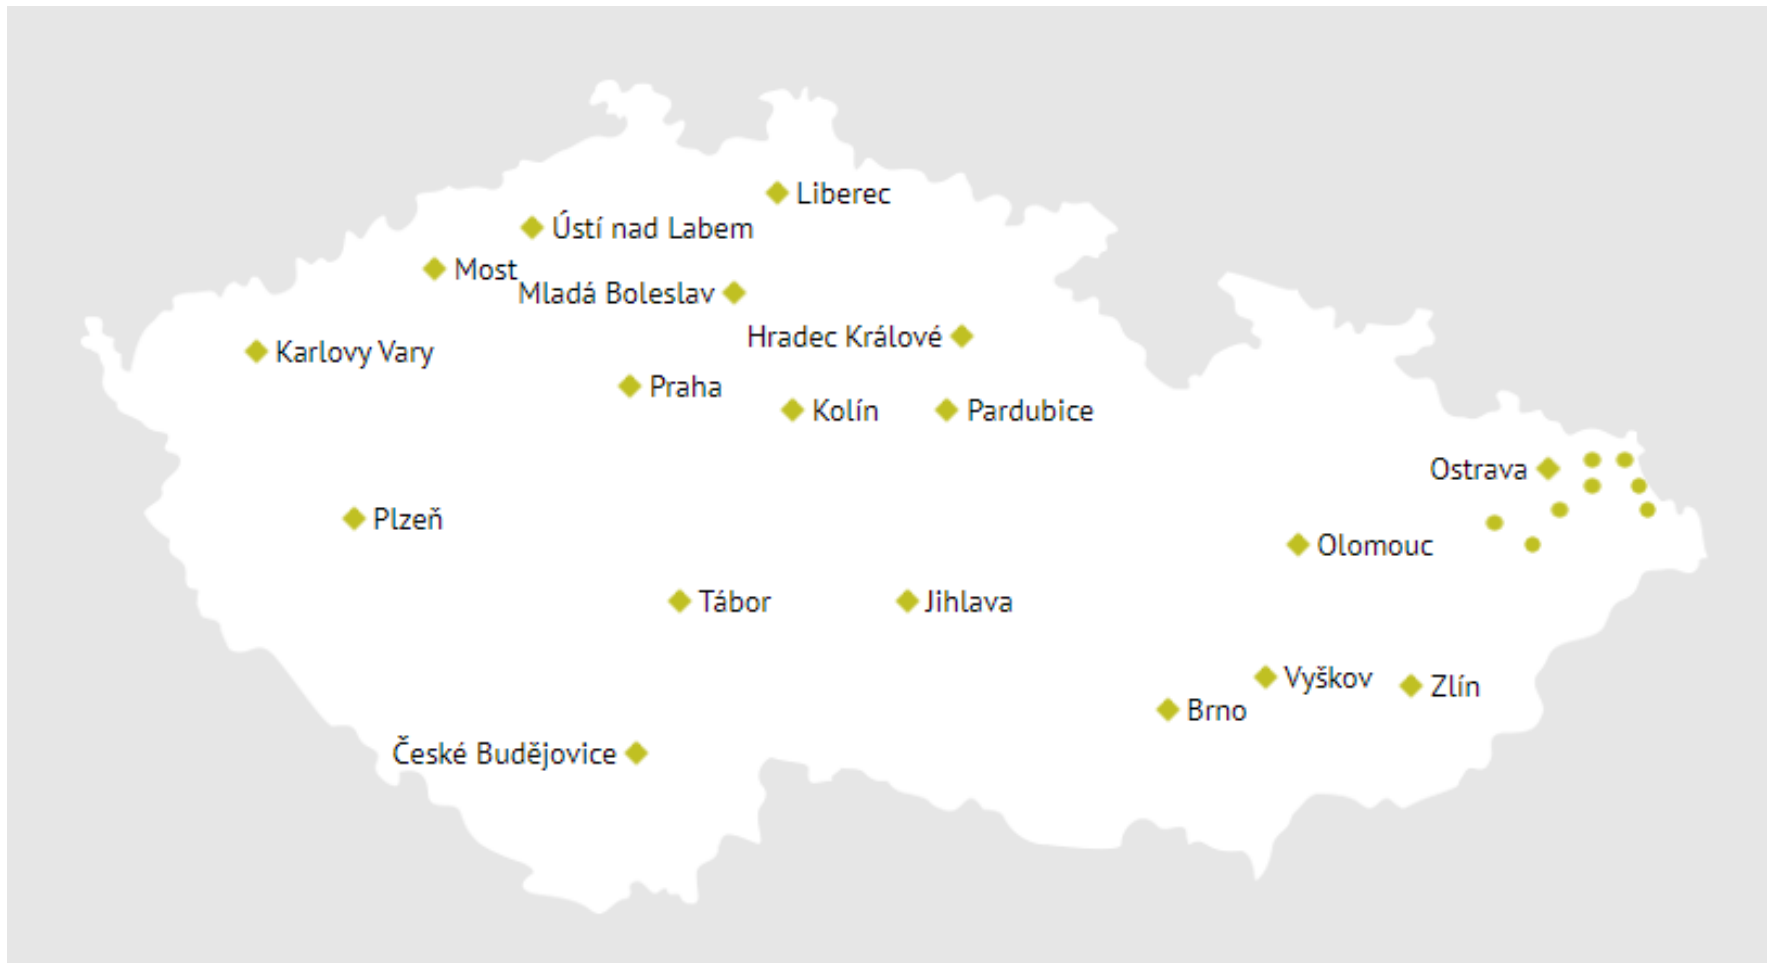 Liberec
Ústí nad Labem
Most
Mladá Boleslav
Hradec Králové
Karlovy Vary
Praha
Kolín
Pardubice
Ostrava
Plzeň
Olomouc
Tábor
Jihlava
Vyškov
Zlín
Brno
České Budějovice